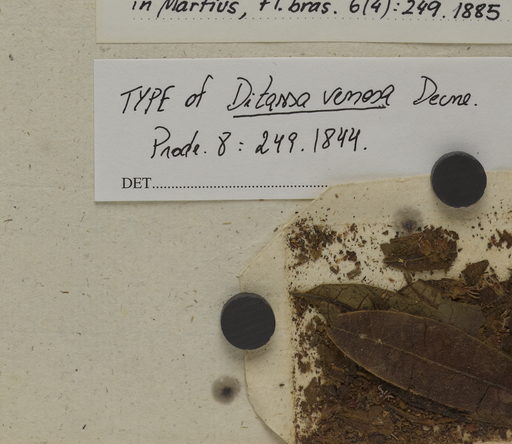 in Martius, Fl. bras. 6(4): 249. 1885
TYPE of Ditassa venosa Decne.
Prodr. 8: 249. 1844.
DET.